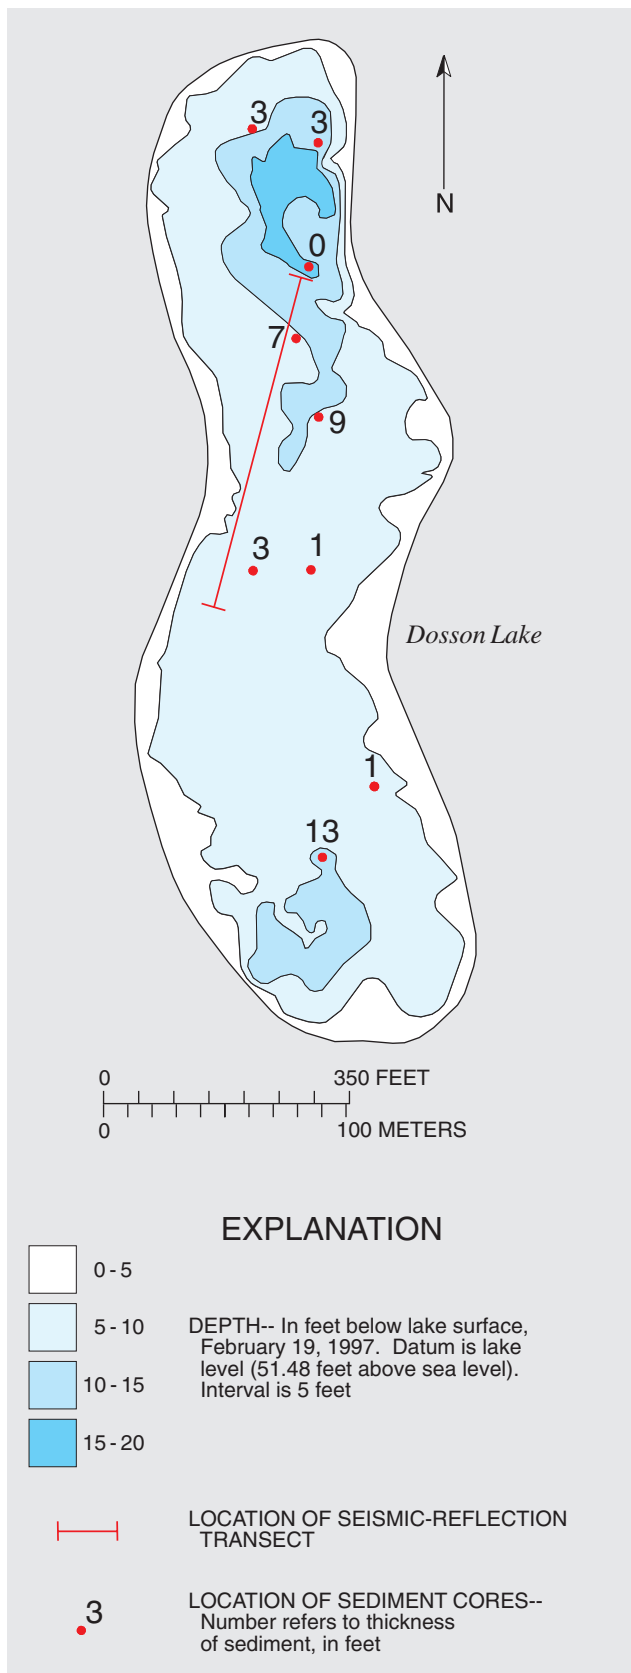 3
3
N
0
7
9
3 1
Dosson Lake
1
13
0 350 FEET
0 100 METERS
EXPLANATION
0 - 5
5 - 10
10 - 15
15 - 20
DEPTH-- In feet below lake surface,
February 19, 1997. Datum is lake
level (51.48 feet above sea level).
Interval is 5 feet
LOCATION OF SEISMIC-REFLECTION
TRANSECT
3
LOCATION OF SEDIMENT CORES--
Number refers to thickness
of sediment, in feet